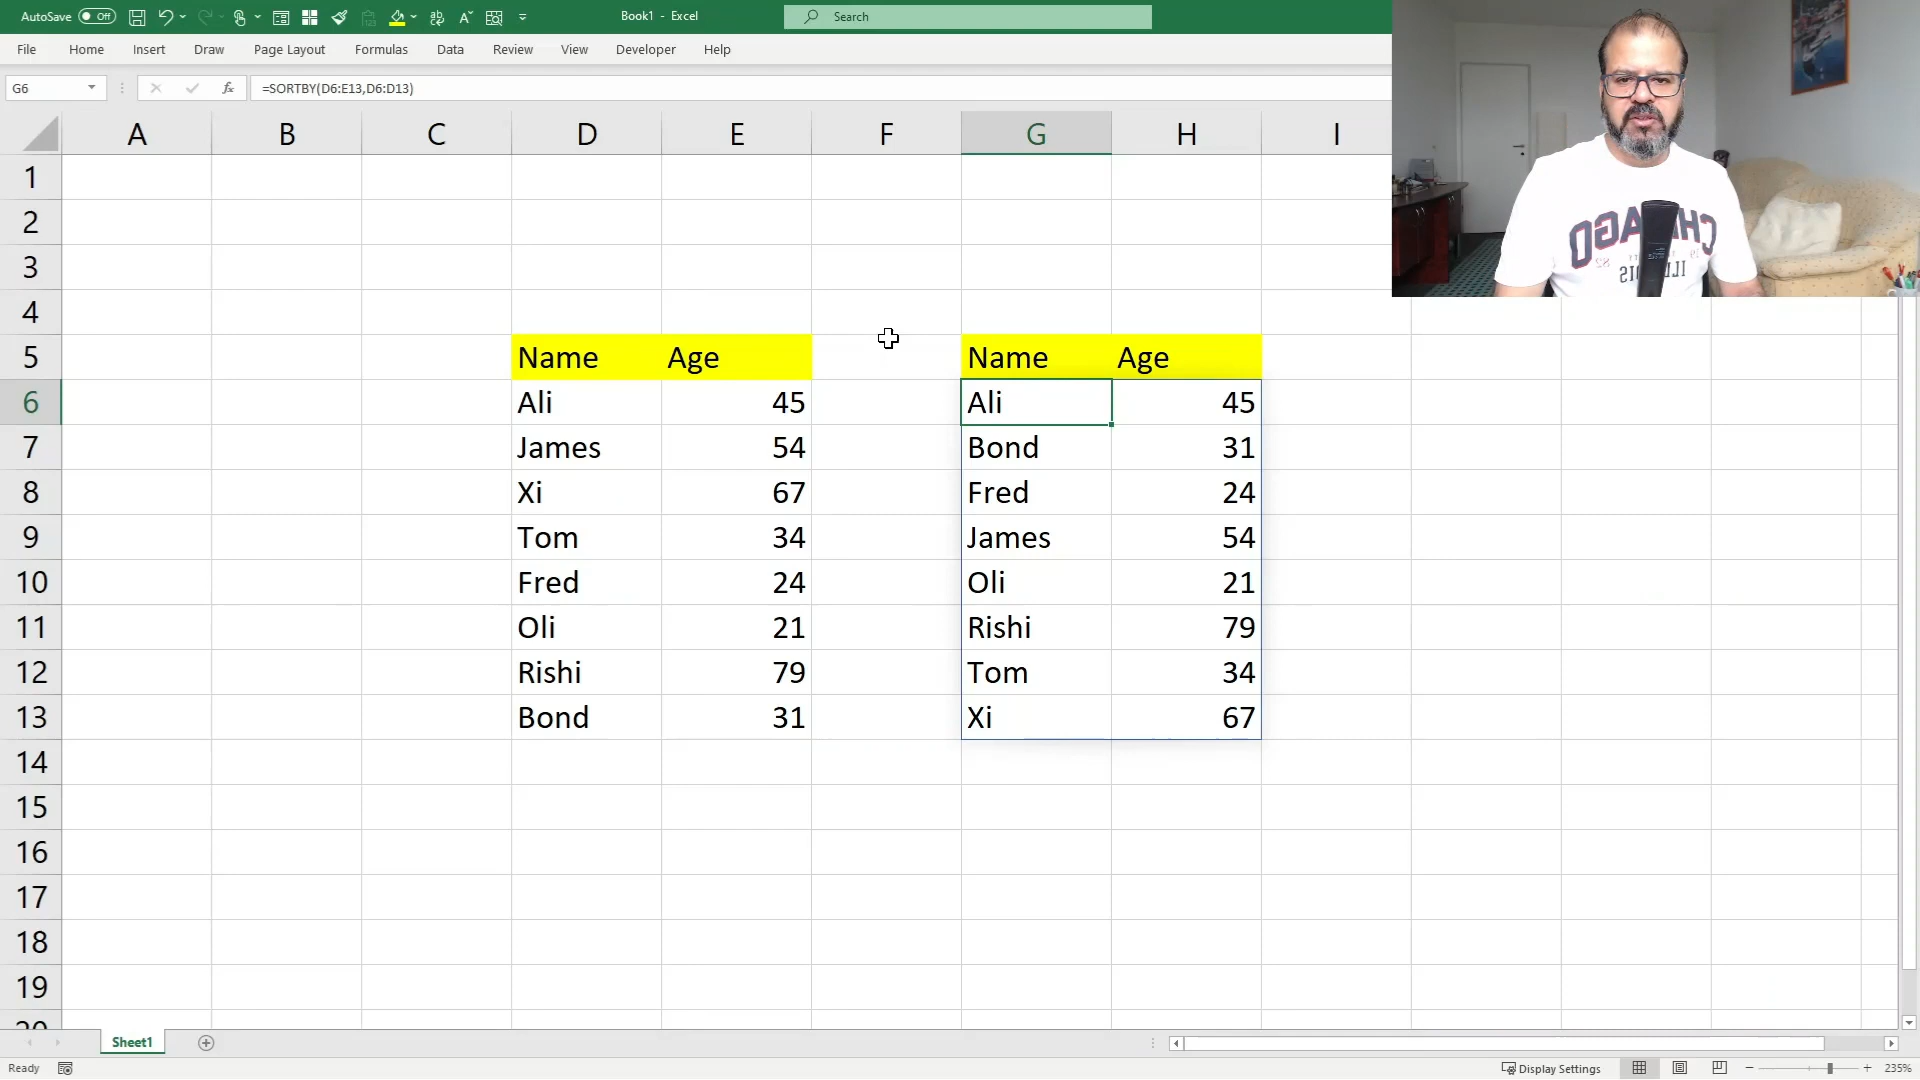 AutoSave Off Book1 - Excel Search
File Home Insert Draw Page Layout Formulas Data Review View Developer Help
G6 fx =SORTBY(D6:E13,D6:D13)
A B C D E F G H I
1
2
3
4
5 Name Age Name Age
6 Ali 45 Ali 45
7 James 54 Bond 31
8 Xi 67 Fred 24
9 Tom 34 James 54
10 Fred 24 Oli 21
11 Oli 21 Rishi 79
12 Rishi 79 Tom 34
13 Bond 31 Xi 67
14
15
16
17
18
19
20
Sheet1
Ready Display Settings 235%
CHICAGO
ILLINOIS